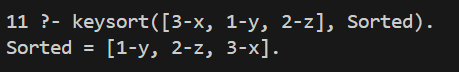 11 ?- keysort([3-x, 1-y, 2-z], Sorted).
Sorted = [1-y, 2-z, 3-x].